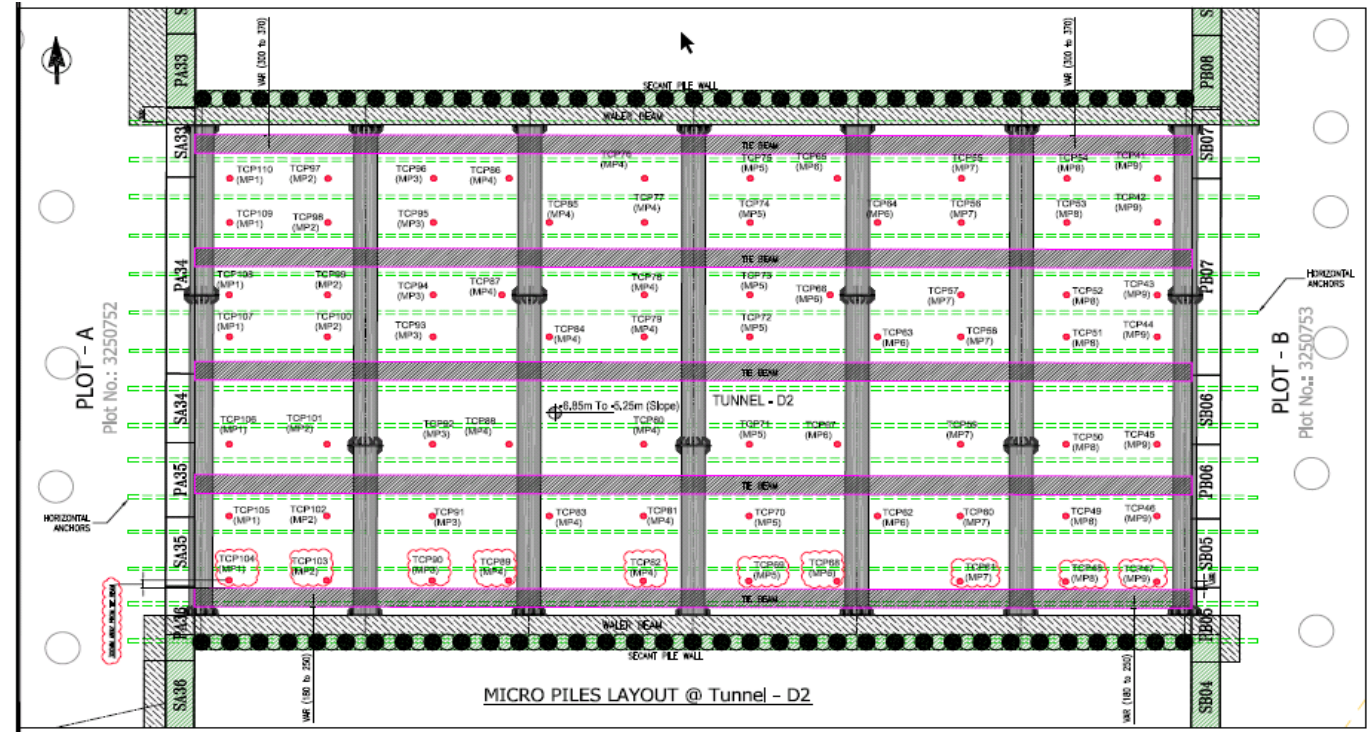 PA33
VAR (300 to 370)
VAR (300 to 370)
PB08
SECANT PILE WALL
WALER BEAM
SA33
TIE BEAM
SB07
TCP110 (MP1)
TCP97 (MP2)
TCP96 (MP3)
TCP86 (MP4)
TCP76 (MP4)
TCP75 (MP5)
TCP65 (MP6)
TCP55 (MP7)
TCP54 (MP8)
TCP41 (MP9)
TCP109 (MP1)
TCP98 (MP2)
TCP95 (MP3)
TCP85 (MP4)
TCP77 (MP4)
TCP74 (MP5)
TCP64 (MP6)
TCP56 (MP7)
TCP53 (MP8)
TCP42 (MP9)
PA34
TIE BEAM
PB07
TCP108 (MP1)
TCP99 (MP2)
TCP94 (MP3)
TCP87 (MP4)
TCP78 (MP4)
TCP73 (MP5)
TCP66 (MP6)
TCP57 (MP7)
TCP52 (MP8)
TCP43 (MP9)
HORIZONTAL
ANCHORS
TCP107 (MP1)
TCP100 (MP2)
TCP93 (MP3)
TCP84 (MP4)
TCP79 (MP4)
TCP72 (MP5)
TCP63 (MP6)
TCP58 (MP7)
TCP51 (MP8)
TCP44 (MP9)
PLOT - A
Plot No.: 3250752
PLOT - B
Plot No.: 3250753
TIE BEAM
SA34
-6.85m To -5.25m (Slope)
TUNNEL - D2
SB06
TCP106 (MP1)
TCP101 (MP2)
TCP92 (MP3)
TCP88 (MP4)
TCP80 (MP4)
TCP71 (MP5)
TCP67 (MP6)
TCP59 (MP7)
TCP50 (MP8)
TCP45 (MP9)
PA35
TIE BEAM
PB06
HORIZONTAL
ANCHORS
TCP105 (MP1)
TCP102 (MP2)
TCP91 (MP3)
TCP83 (MP4)
TCP81 (MP4)
TCP70 (MP5)
TCP62 (MP6)
TCP60 (MP7)
TCP49 (MP8)
TCP46 (MP9)
SA35
SB05
TCP104 (MP1)
TCP103 (MP2)
TCP90 (MP3)
TCP89 (MP4)
TCP82 (MP4)
TCP69 (MP5)
TCP68 (MP6)
TCP61 (MP7)
TCP48 (MP8)
TCP47 (MP9)
PA36
TIE BEAM
PB05
WALER BEAM
SECANT PILE WALL
SA36
VAR (180 to 250)
MICRO PILES LAYOUT @ Tunnel - D2
VAR (180 to 250)
SB04